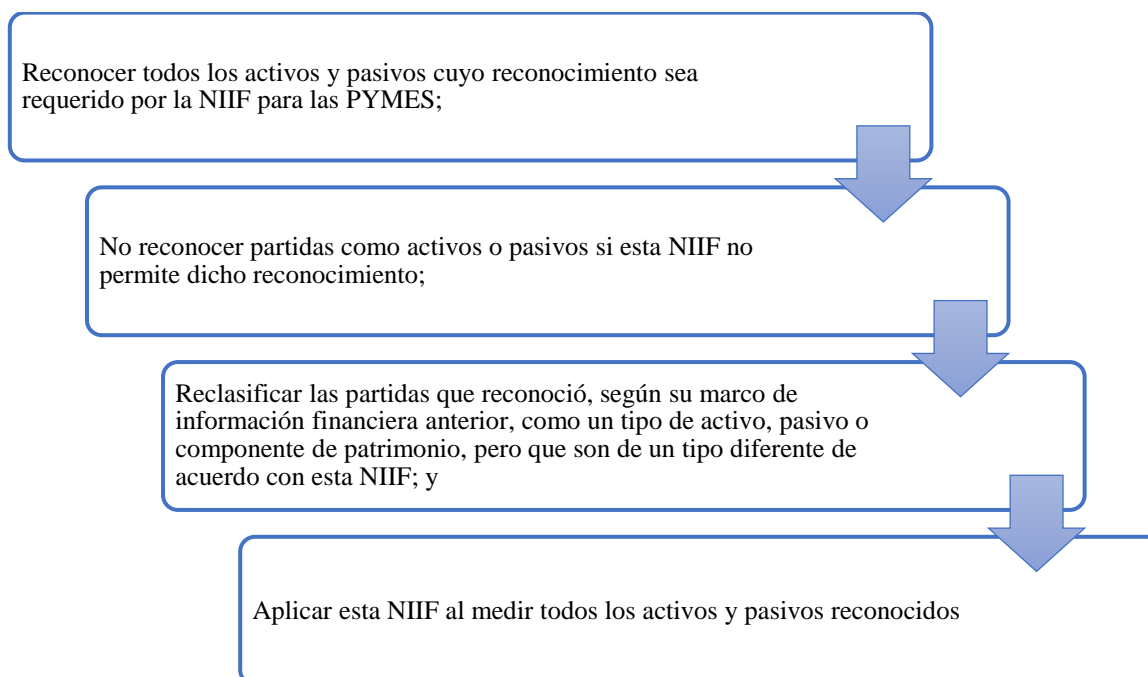 Reconocer todos los activos y pasivos cuyo reconocimiento sea
requerido por la NIIF para las PYMES;
No reconocer partidas como activos o pasivos si esta NIIF no
permite dicho reconocimiento;
Reclasificar las partidas que reconoció, según su marco de
información financiera anterior, como un tipo de activo, pasivo o
componente de patrimonio, pero que son de un tipo diferente de
acuerdo con esta NIIF; y
Aplicar esta NIIF al medir todos los activos y pasivos reconocidos